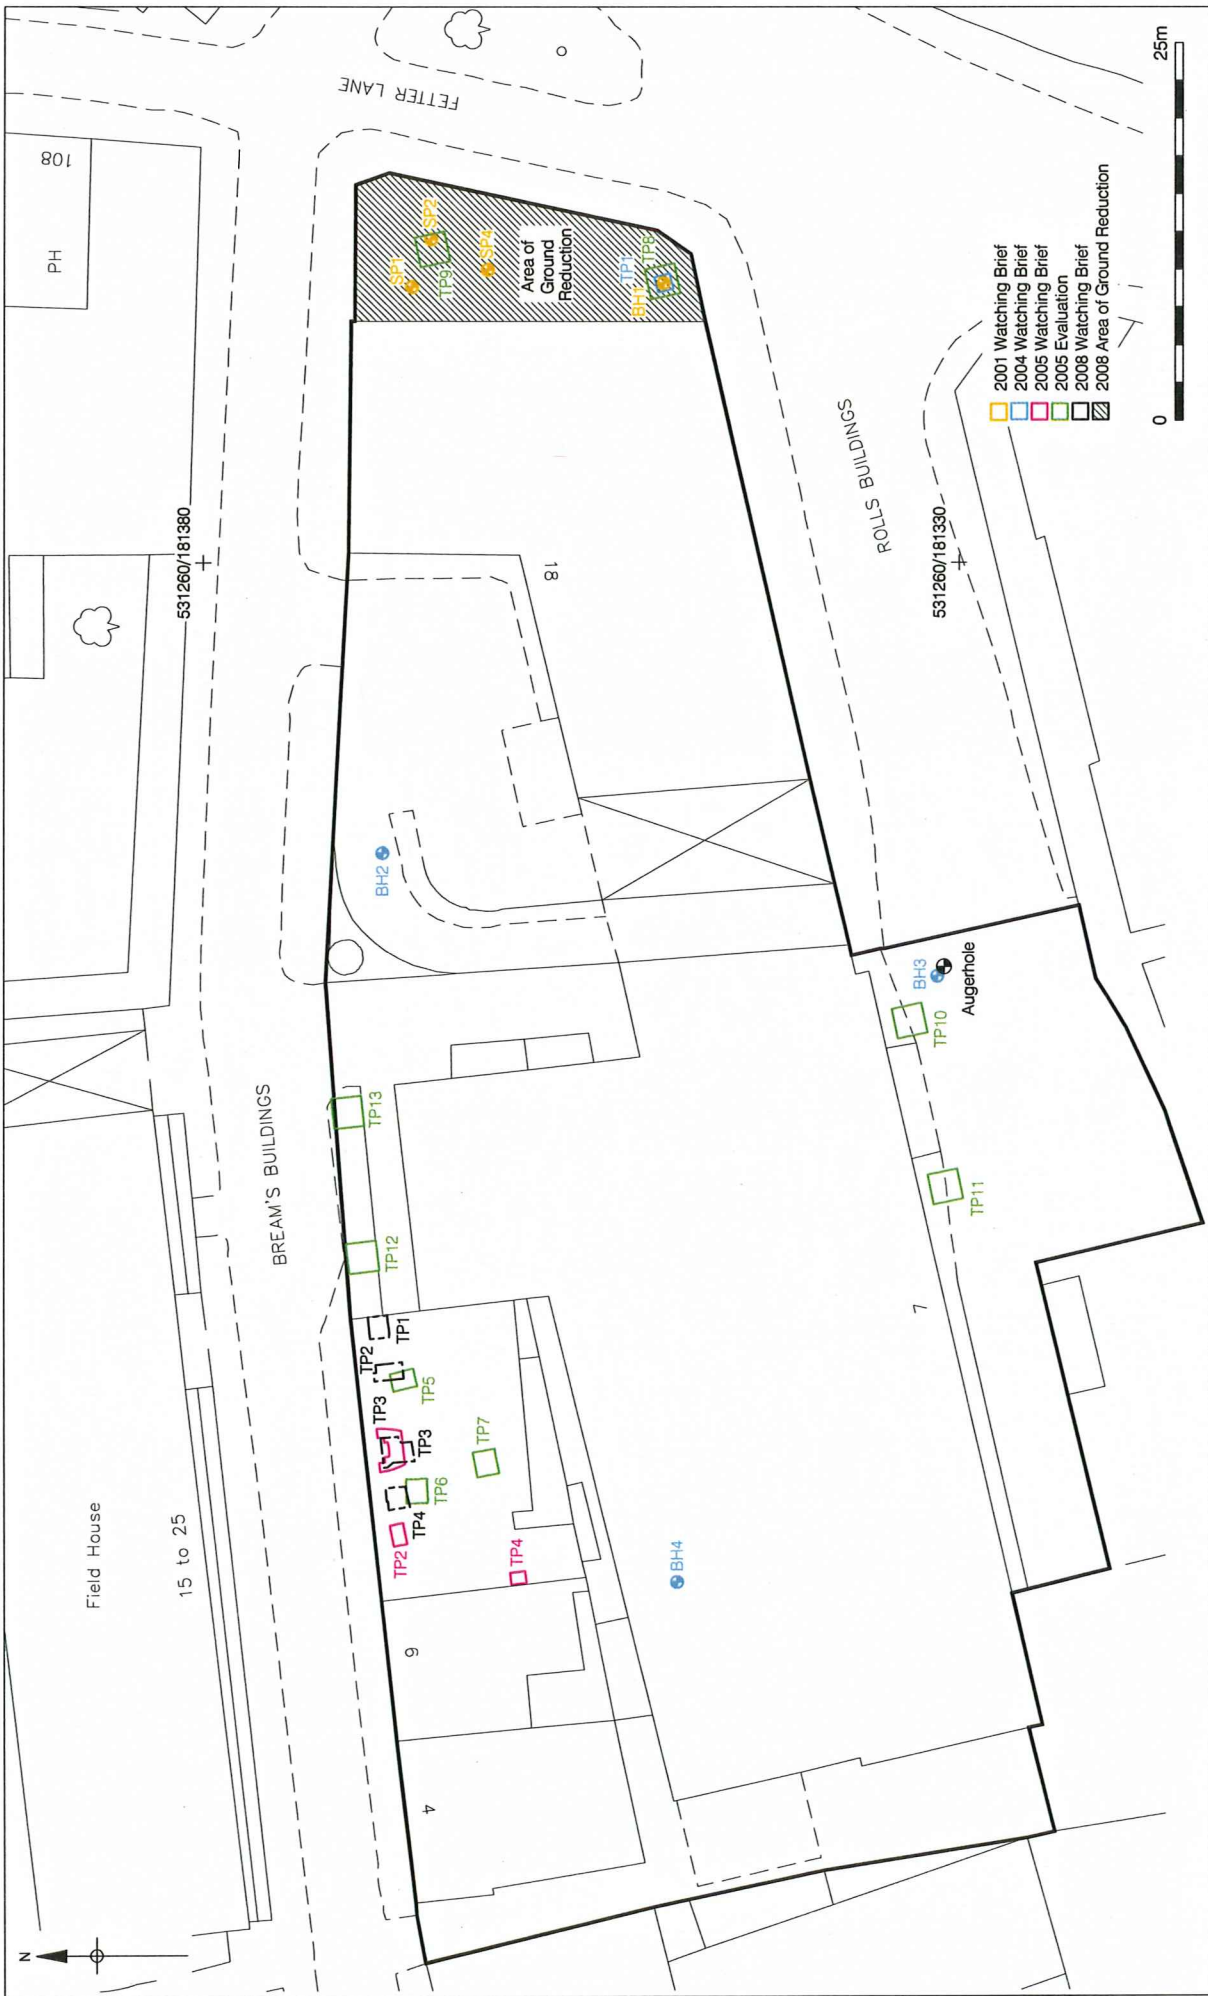 N
Field House
15 to 25
BREAM'S BUILDINGS
531260/181380
PH
108
FETTER LANE
4
6
TP2
TP4
TP4
TP6
TP3
TP3
TP7
TP2
TP5
TP1
TP12
TP13
BH2
BH4
7
TP11
TP10
BH3
Augerhole
18
SP1
SP2
TP9
SP4
Area of
Ground
Reduction
BH1
TP1
TP8
ROLLS BUILDINGS
531260/181330
2001 Watching Brief
2004 Watching Brief
2005 Watching Brief
2005 Evaluation
2008 Watching Brief
2008 Area of Ground Reduction
0
25m